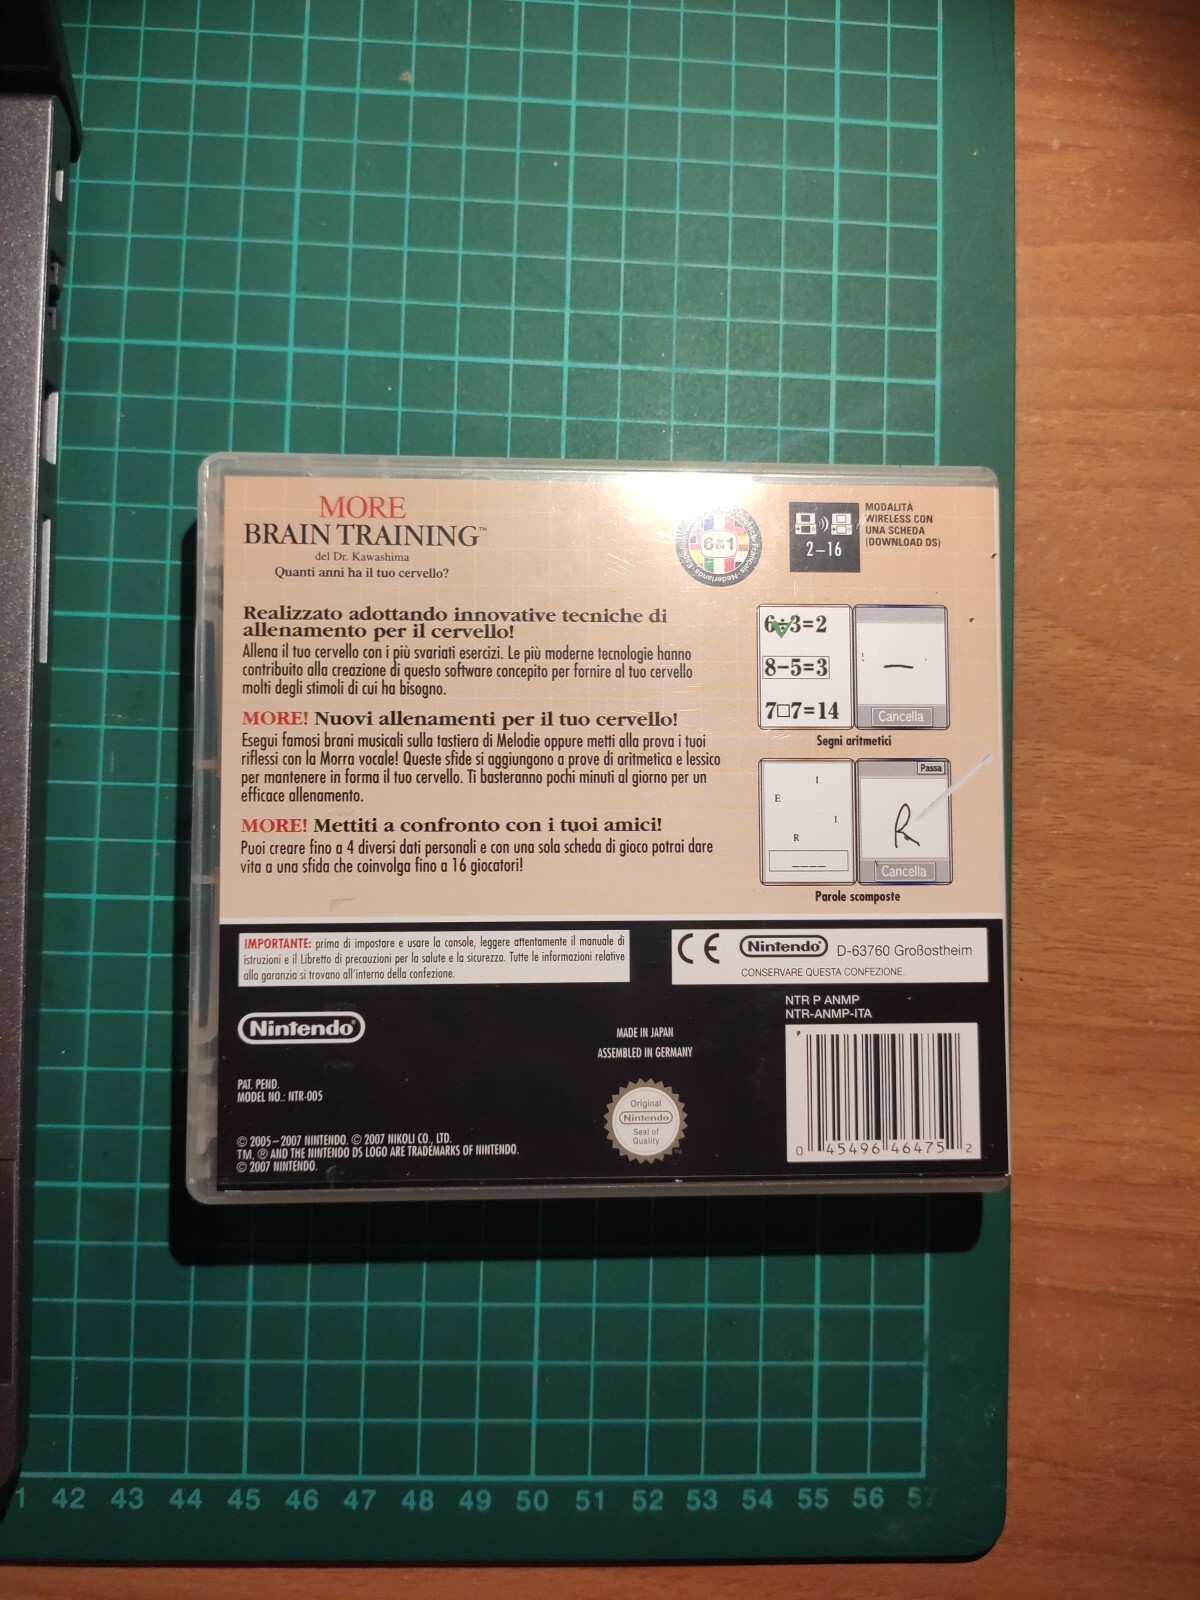 MORE
BRAIN TRAINING™
del Dr. Kawashima
Quanti anni ha il tuo cervello?
6 EN 1
Français
Nederlands
MODALITÀ
WIRELESS CON
UNA SCHEDA
(DOWNLOAD DS)
2–16
Realizzato adottando innovative tecniche di
allenamento per il cervello!
Allena il tuo cervello con i più svariati esercizi. Le più moderne tecnologie hanno
contribuito alla creazione di questo software concepito per fornire al tuo cervello
molti degli stimoli di cui ha bisogno.
MORE! Nuovi allenamenti per il tuo cervello!
Esegui famosi brani musicali sulla tastiera di Melodie oppure metti alla prova i tuoi
riflessi con la Morra vocale! Queste sfide si aggiungono a prove di aritmetica e lessico
per mantenere in forma il tuo cervello. Ti basteranno pochi minuti al giorno per un
efficace allenamento.
MORE! Mettiti a confronto con i tuoi amici!
Puoi creare fino a 4 diversi dati personali e con una sola scheda di gioco potrai dare
vita a una sfida che coinvolga fino a 16 giocatori!
6÷3=2
8−5=3
7□7=14
−
Cancella
Segni aritmetici
I
E
I
R
____
Passa
R
Cancella
Parole scomposte
IMPORTANTE: prima di impostare e usare la console, leggere attentamente il manuale di
istruzioni e il Libretto di precauzioni per la salute e la sicurezza. Tutte le informazioni relative
alla garanzia si trovano all'interno della confezione.
CE Nintendo® D-63760 Großostheim
CONSERVARE QUESTA CONFEZIONE.
NTR P ANMP
NTR-ANMP-ITA
Nintendo®
MADE IN JAPAN
ASSEMBLED IN GERMANY
PAT. PEND.
MODEL NO.: NTR-005
Original
Nintendo
Seal of
Quality
™
© 2005–2007 NINTENDO. © 2007 NIKOLI CO., LTD.
TM, ® AND THE NINTENDO DS LOGO ARE TRADEMARKS OF NINTENDO.
© 2007 NINTENDO.
0 45496 46475 2
1 42 43 44 45 46 47 48 49 50 51 52 53 54 55 56 57